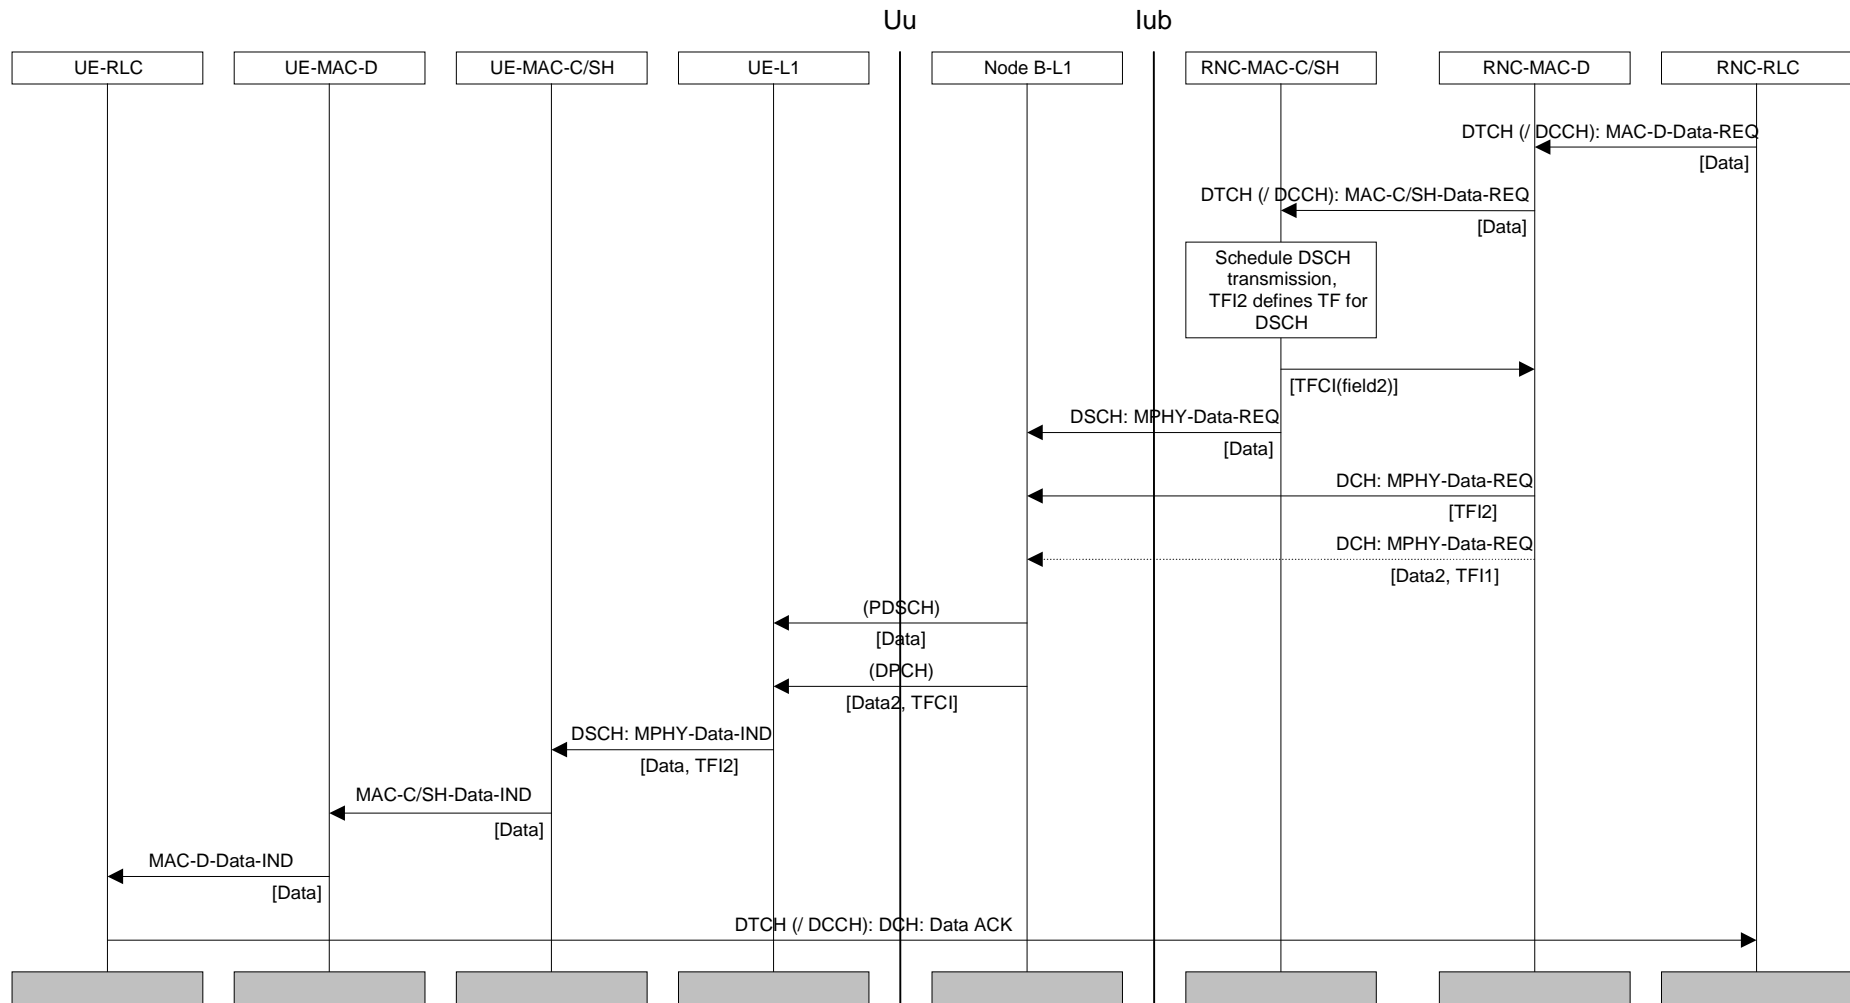 Uu
Iub
UE-RLC
UE-MAC-D
UE-MAC-C/SH
UE-L1
Node B-L1
RNC-MAC-C/SH
RNC-MAC-D
RNC-RLC
DTCH (/ DCCH): MAC-D-Data-REQ
[Data]
DTCH (/ DCCH): MAC-C/SH-Data-REQ
[Data]
Schedule DSCH
transmission,
TFI2 defines TF for
DSCH
[TFCI(field2)]
DSCH: MPHY-Data-REQ
[Data]
DCH: MPHY-Data-REQ
[TFI2]
DCH: MPHY-Data-REQ
[Data2, TFI1]
(PDSCH)
[Data]
(DPCH)
[Data2, TFCI]
DSCH: MPHY-Data-IND
[Data, TFI2]
MAC-C/SH-Data-IND
[Data]
MAC-D-Data-IND
[Data]
DTCH (/ DCCH): DCH: Data ACK